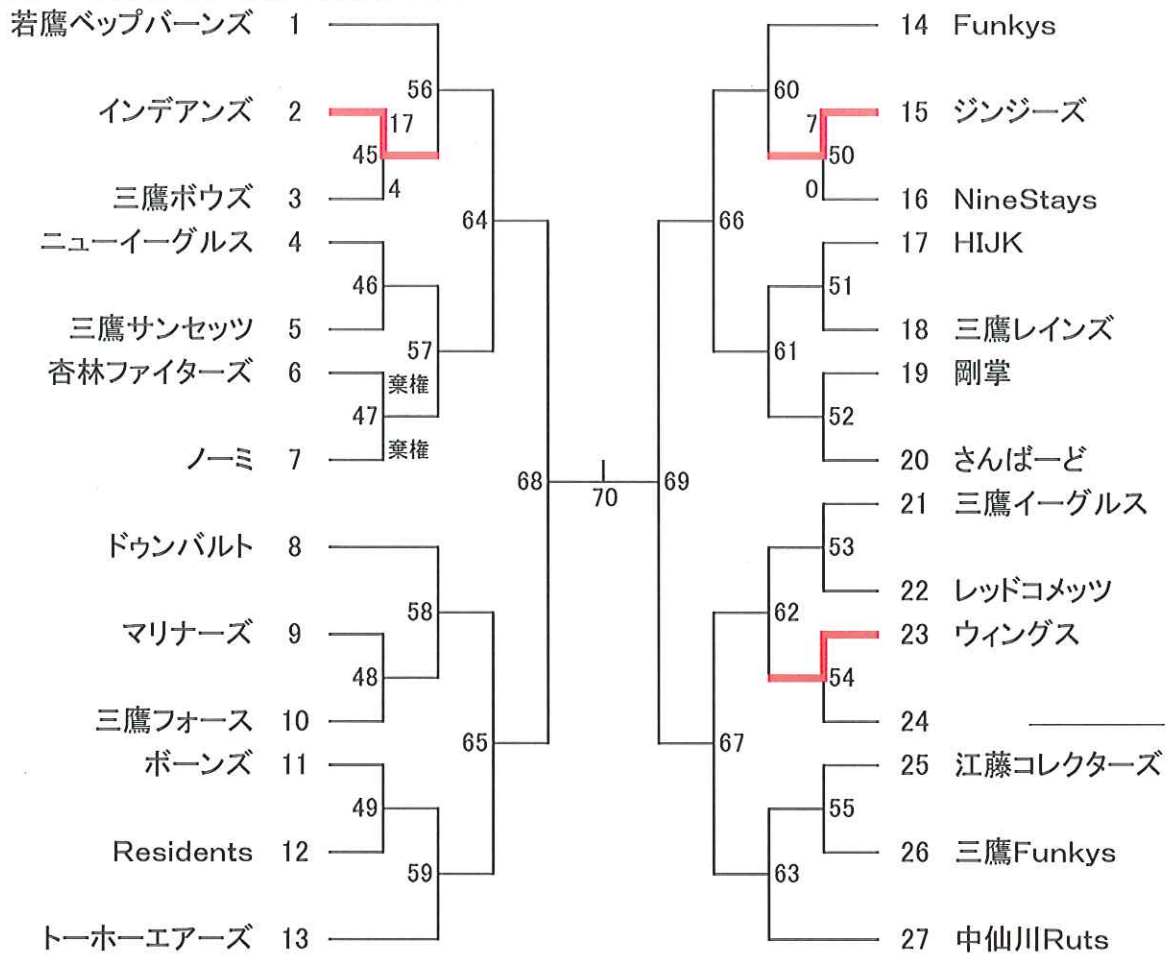 若鷹ペップバーンズ 1
インデアンズ 2
三鷹ボウズ 3
ニューイーグルス 4
三鷹サンセッツ 5
杏林ファイターズ 6
ノーミ 7
ドゥンバルト 8
マリナーズ 9
三鷹フォース 10
ボーンズ 11
Residents 12
トーホーエアーズ 13
56
17
45
4
64
46
57
棄権
47
棄権
68
58
48
65
49
59
70
14 Funkys
15 ジンジーズ
16 NineStays
17 HIJK
18 三鷹レインズ
19 剛掌
20 さんばーど
21 三鷹イーグルス
22 レッドコメッツ
23 ウィングス
24
25 江藤コレクターズ
26 三鷹Funkys
27 中仙川Ruts
60
7
50
0
66
51
61
52
69
53
62
54
67
55
63